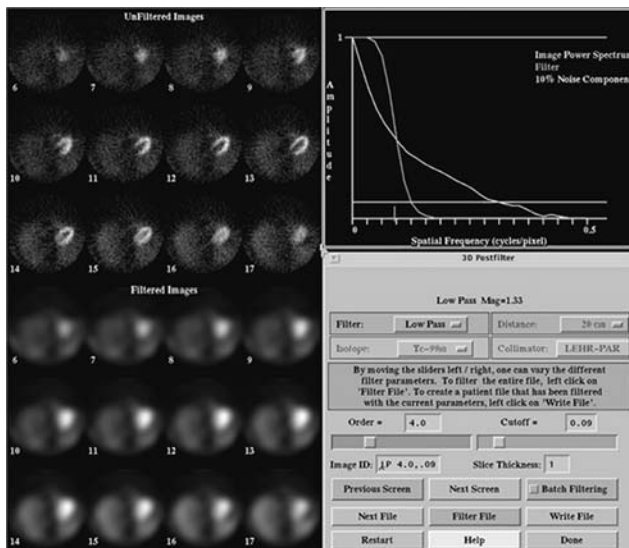 UnFiltered Images
6 7 8 9
10 11 12 13
14 15 16 17
Filtered Images
6 7 8 9
10 11 12 13
14 15 16 17
1
Amplitude
Image Power Spectrum
Filter
10% Noise Component
0.5
Spatial Frequency (cycles/pixel)
3D Postfilter
Low Pass Mag=1.33
Filter: Low Pass
Distance: 20 cm
Isotope: Tc-99m
Collimator: LEHR-PAR
By moving the sliders left / right, one can vary the different
filter parameters. To filter the entire file, left click on
'Filter File'. To create a patient file that has been filtered
with the current parameters, left click on 'Write File'.
Order = 4.0
Cutoff = 0.09
Image ID: LP 4.0,.09
Slice Thickness: 1
Previous Screen
Next Screen
Batch Filtering
Next File
Filter File
Write File
Restart
Help
Done